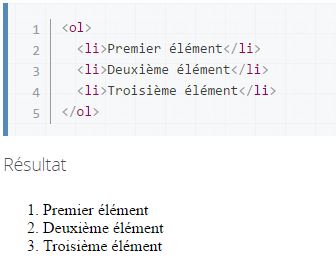 1 <ol>
2 <li>Premier élément</li>
3 <li>Deuxième élément</li>
4 <li>Troisième élément</li>
5 </ol>
Résultat
1. Premier élément
2. Deuxième élément
3. Troisième élément